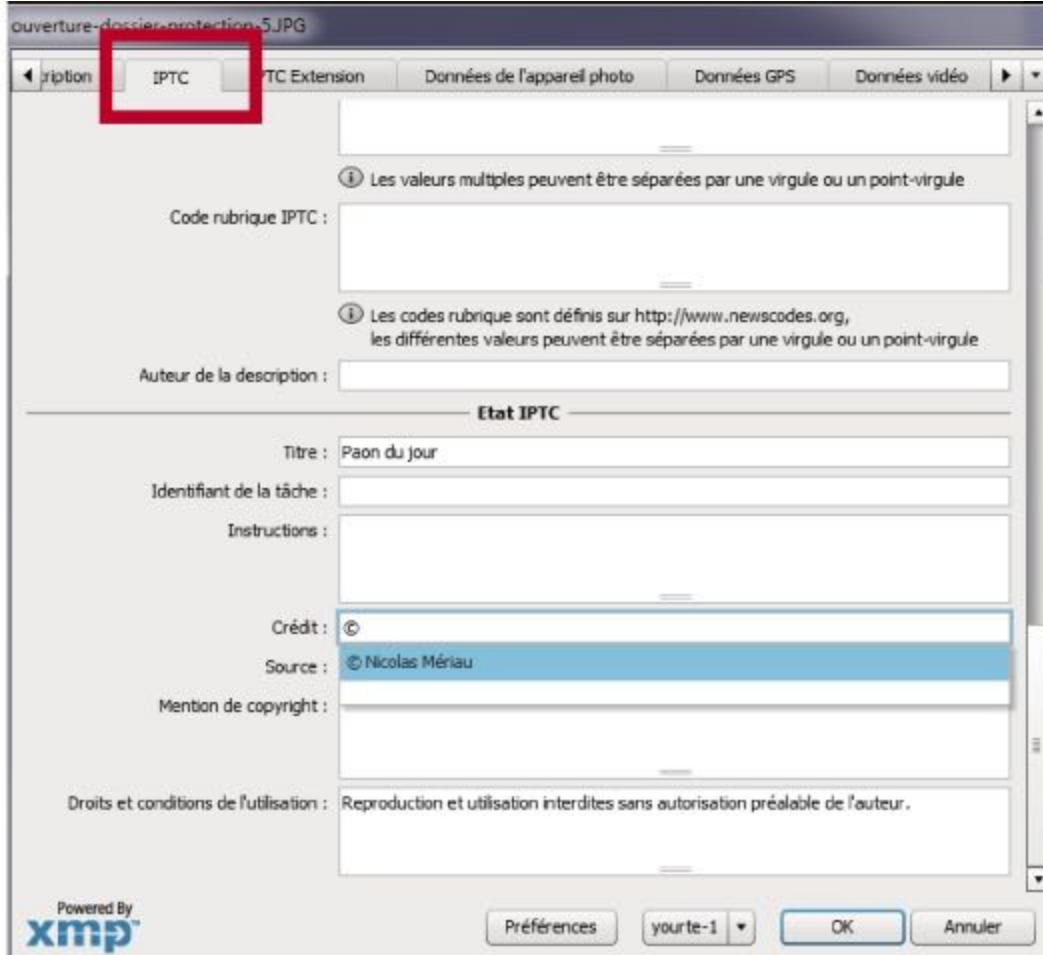 ouverture-dossier-protection-5.JPG
ription IPTC PTC Extension Données de l'appareil photo Données GPS Données vidéo
Les valeurs multiples peuvent être séparées par une virgule ou un point-virgule
Code rubrique IPTC :
Les codes rubrique sont définis sur http://www.newscodes.org,
les différentes valeurs peuvent être séparées par une virgule ou un point-virgule
Auteur de la description :
Etat IPTC
Titre : Paon du jour
Identifiant de la tâche :
Instructions :
Crédit : ©
Source : © Nicolas Mériau
Mention de copyright :
Droits et conditions de l'utilisation : Reproduction et utilisation interdites sans autorisation préalable de l'auteur.
Powered By
xmp™
Préférences yourte-1 OK Annuler